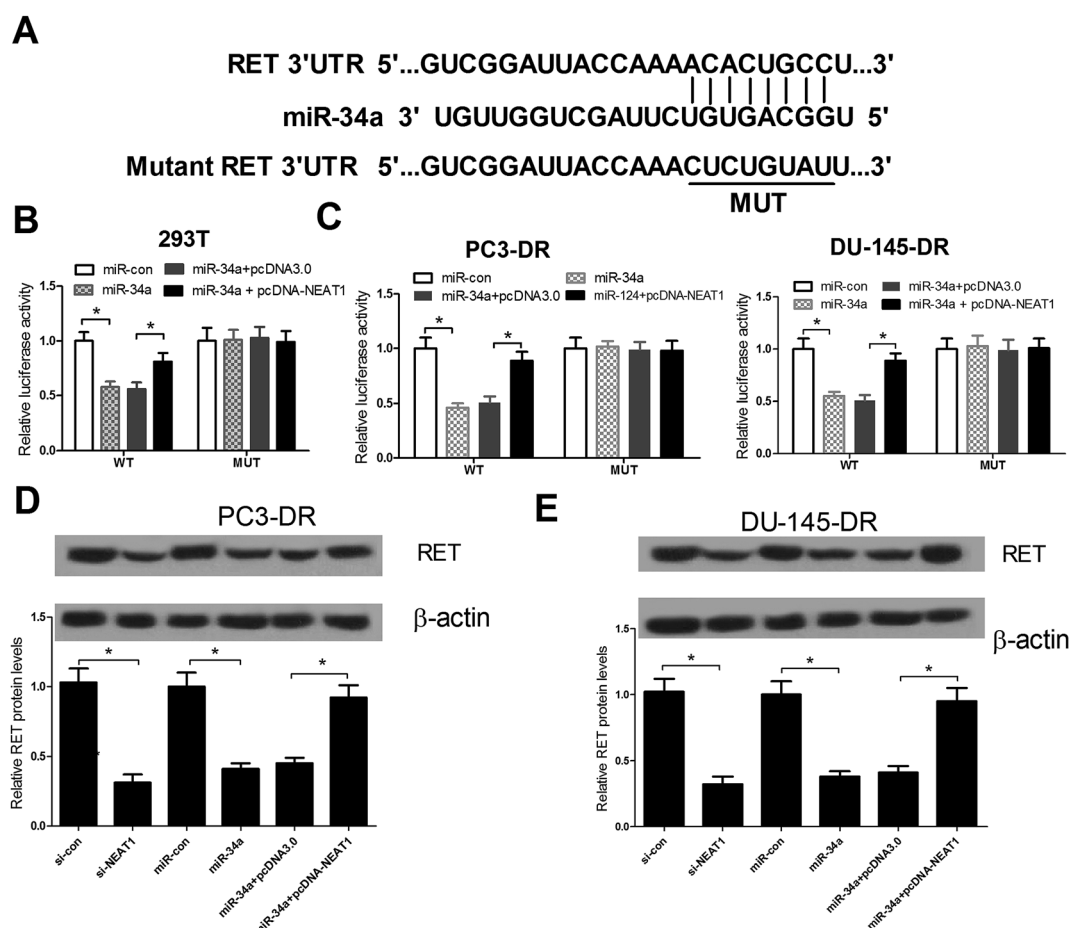 A
RET 3'UTR 5'...GUCGGAUUACCAAAACACUGCCU...3'
miR-34a 3' UGUUGGUCGAUUCUGUGACGGU 5'
Mutant RET 3'UTR 5'...GUCGGAUUACCAAACUCUGUAUU...3'
MUT
B
293T
miR-con
miR-34a+pcDNA3.0
miR-34a
miR-34a + pcDNA-NEAT1
Relative luciferase activity
1.5
1.0
0.5
0.0
*
*
WT
MUT
C
PC3-DR
miR-con
miR-34a
miR-34a+pcDNA3.0
miR-124+pcDNA-NEAT1
Relative luciferase activity
1.5
1.0
0.5
0.0
*
*
WT
MUT
DU-145-DR
miR-con
miR-34a+pcDNA3.0
miR-34a
miR-34a + pcDNA-NEAT1
Relative luciferase activity
1.5
1.0
0.5
0.0
*
*
WT
MUT
D
PC3-DR
RET
β-actin
Relative RET protein levels
1.5
1.0
0.5
0.0
*
*
*
si-con
si-NEAT1
miR-con
miR-34a
miR-34a+pcDNA3.0
miR-34a+pcDNA-NEAT1
E
DU-145-DR
RET
β-actin
Relative RET protein levels
1.5
1.0
0.5
0.0
*
*
*
si-con
si-NEAT1
miR-con
miR-34a
miR-34a+pcDNA3.0
miR-34a+pcDNA-NEAT1